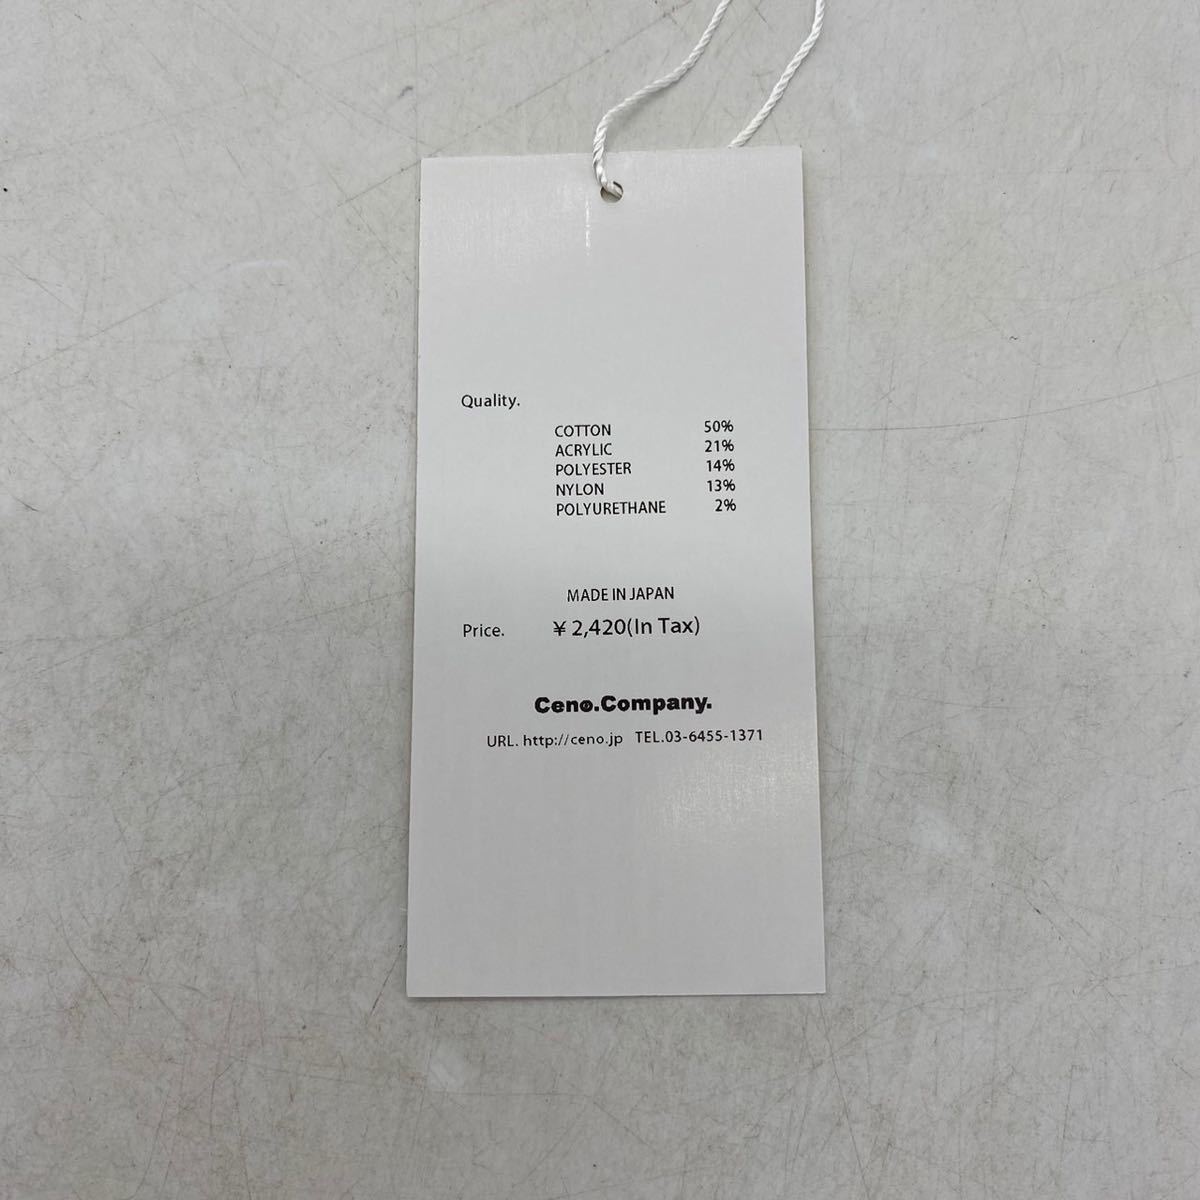 Quality.
COTTON 50%
ACRYLIC 21%
POLYESTER 14%
NYLON 13%
POLYURETHANE 2%
MADE IN JAPAN
Price. ¥ 2,420(In Tax)
Ceno.Company.
URL. http://ceno.jp TEL.03-6455-1371